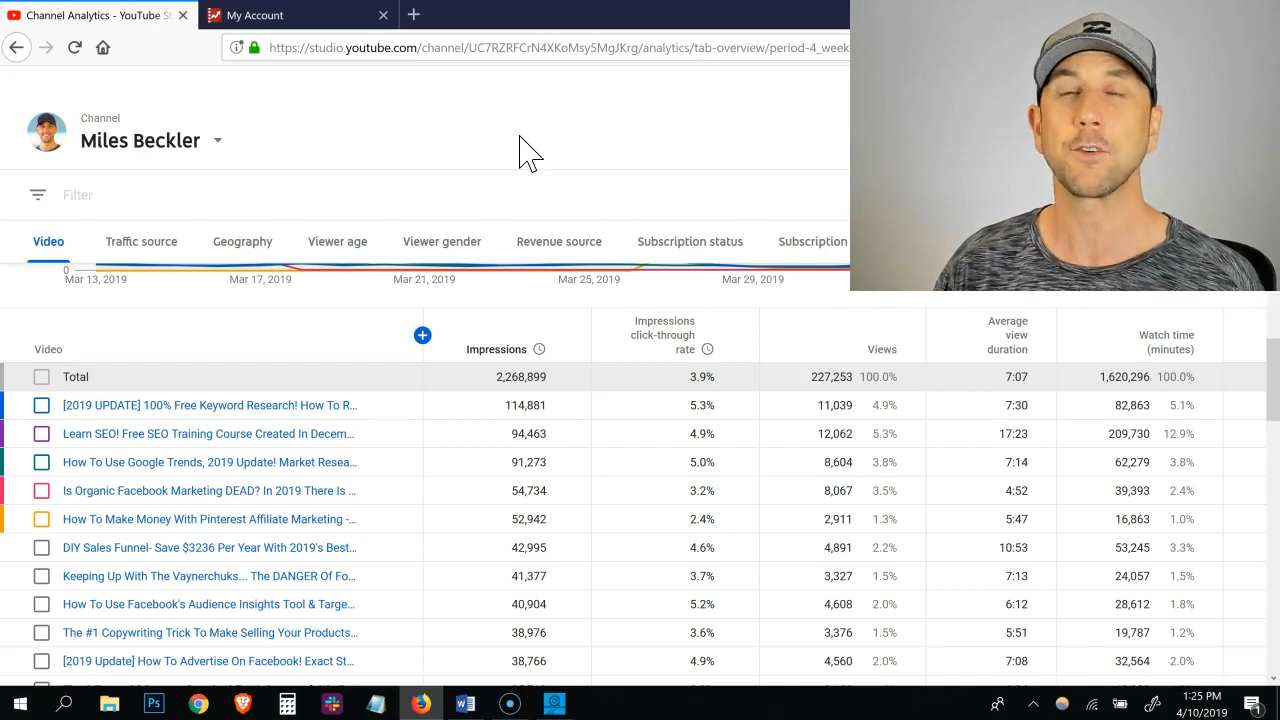 Channel Analytics - YouTube St
My Account
https://studio.youtube.com/channel/UC7RZRFCrN4XKoMsy5MgJKrg/analytics/tab-overview/period-4_week
Channel
Miles Beckler
Filter
Video Traffic source Geography Viewer age Viewer gender Revenue source Subscription status Subscription
0
Mar 13, 2019 Mar 17, 2019 Mar 21, 2019 Mar 25, 2019 Mar 29, 2019
Video Impressions Impressions click-through rate Views Average view duration Watch time (minutes)
Total 2,268,899 3.9% 227,253 100.0% 7:07 1,620,296 100.0%
[2019 UPDATE] 100% Free Keyword Research! How To R... 114,881 5.3% 11,039 4.9% 7:30 82,863 5.1%
Learn SEO! Free SEO Training Course Created In Decem... 94,463 4.9% 12,062 5.3% 17:23 209,730 12.9%
How To Use Google Trends, 2019 Update! Market Resea... 91,273 5.0% 8,604 3.8% 7:14 62,279 3.8%
Is Organic Facebook Marketing DEAD? In 2019 There Is ... 54,734 3.2% 8,067 3.5% 4:52 39,393 2.4%
How To Make Money With Pinterest Affiliate Marketing -... 52,942 2.4% 2,911 1.3% 5:47 16,863 1.0%
DIY Sales Funnel- Save $3236 Per Year With 2019's Best... 42,995 4.6% 4,891 2.2% 10:53 53,245 3.3%
Keeping Up With The Vaynerchuks... The DANGER Of Fo... 41,377 3.7% 3,327 1.5% 7:13 24,057 1.5%
How To Use Facebook's Audience Insights Tool & Targe... 40,904 5.2% 4,608 2.0% 6:12 28,612 1.8%
The #1 Copywriting Trick To Make Selling Your Products... 38,976 3.6% 3,376 1.5% 5:51 19,787 1.2%
[2019 Update] How To Advertise On Facebook! Exact St... 38,766 4.9% 4,560 2.0% 7:08 32,564 2.0%
1:25 PM
4/10/2019
1